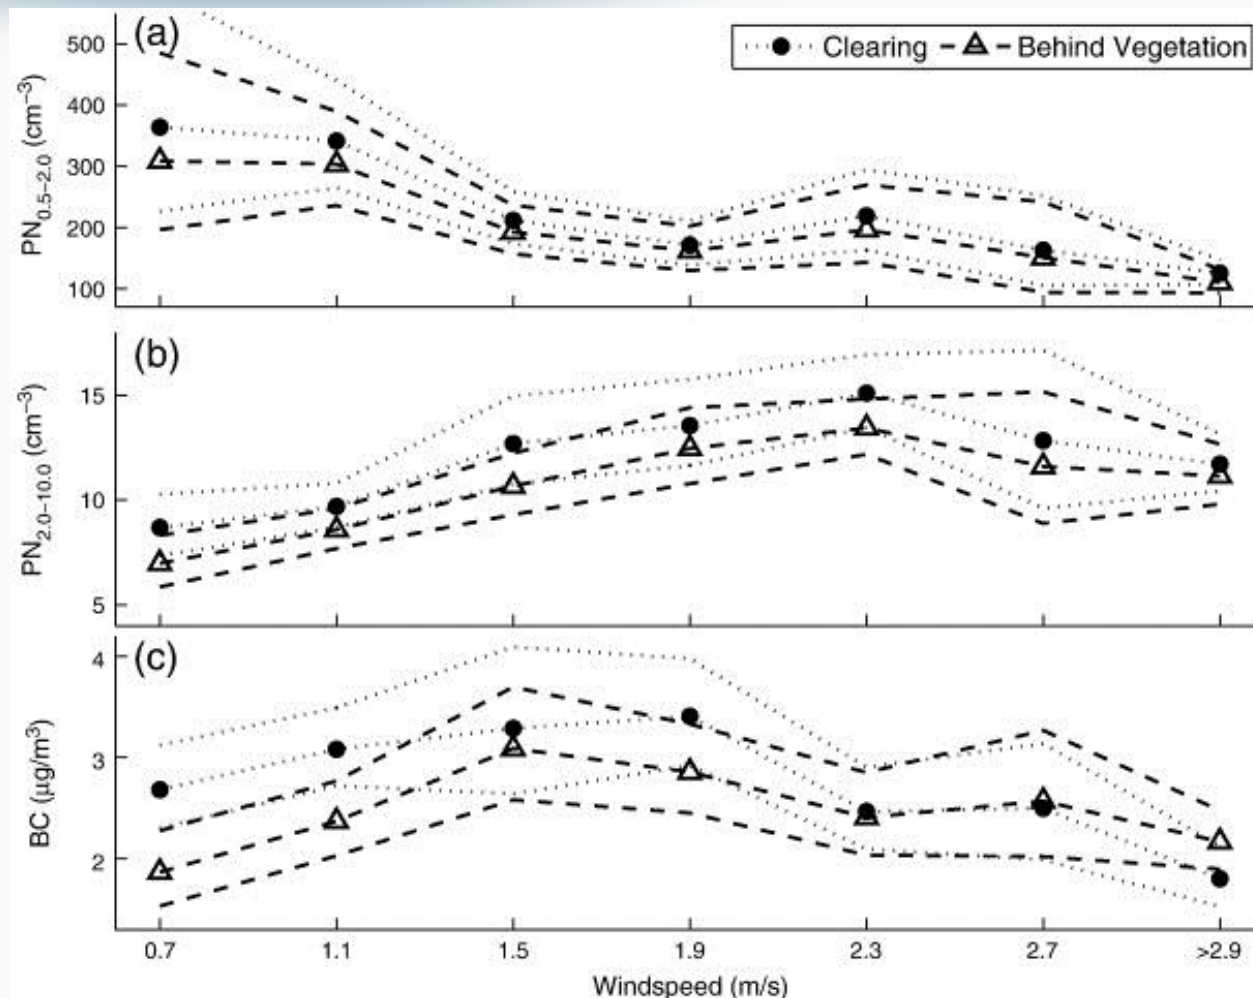 (a)
Clearing
Behind Vegetation
PN0.5−2.0 (cm−3)
500
400
300
200
100
(b)
PN2.0−10.0 (cm−3)
15
10
5
(c)
BC (μg/m3)
4
3
2
0.7 1.1 1.5 1.9 2.3 2.7 >2.9
Windspeed (m/s)